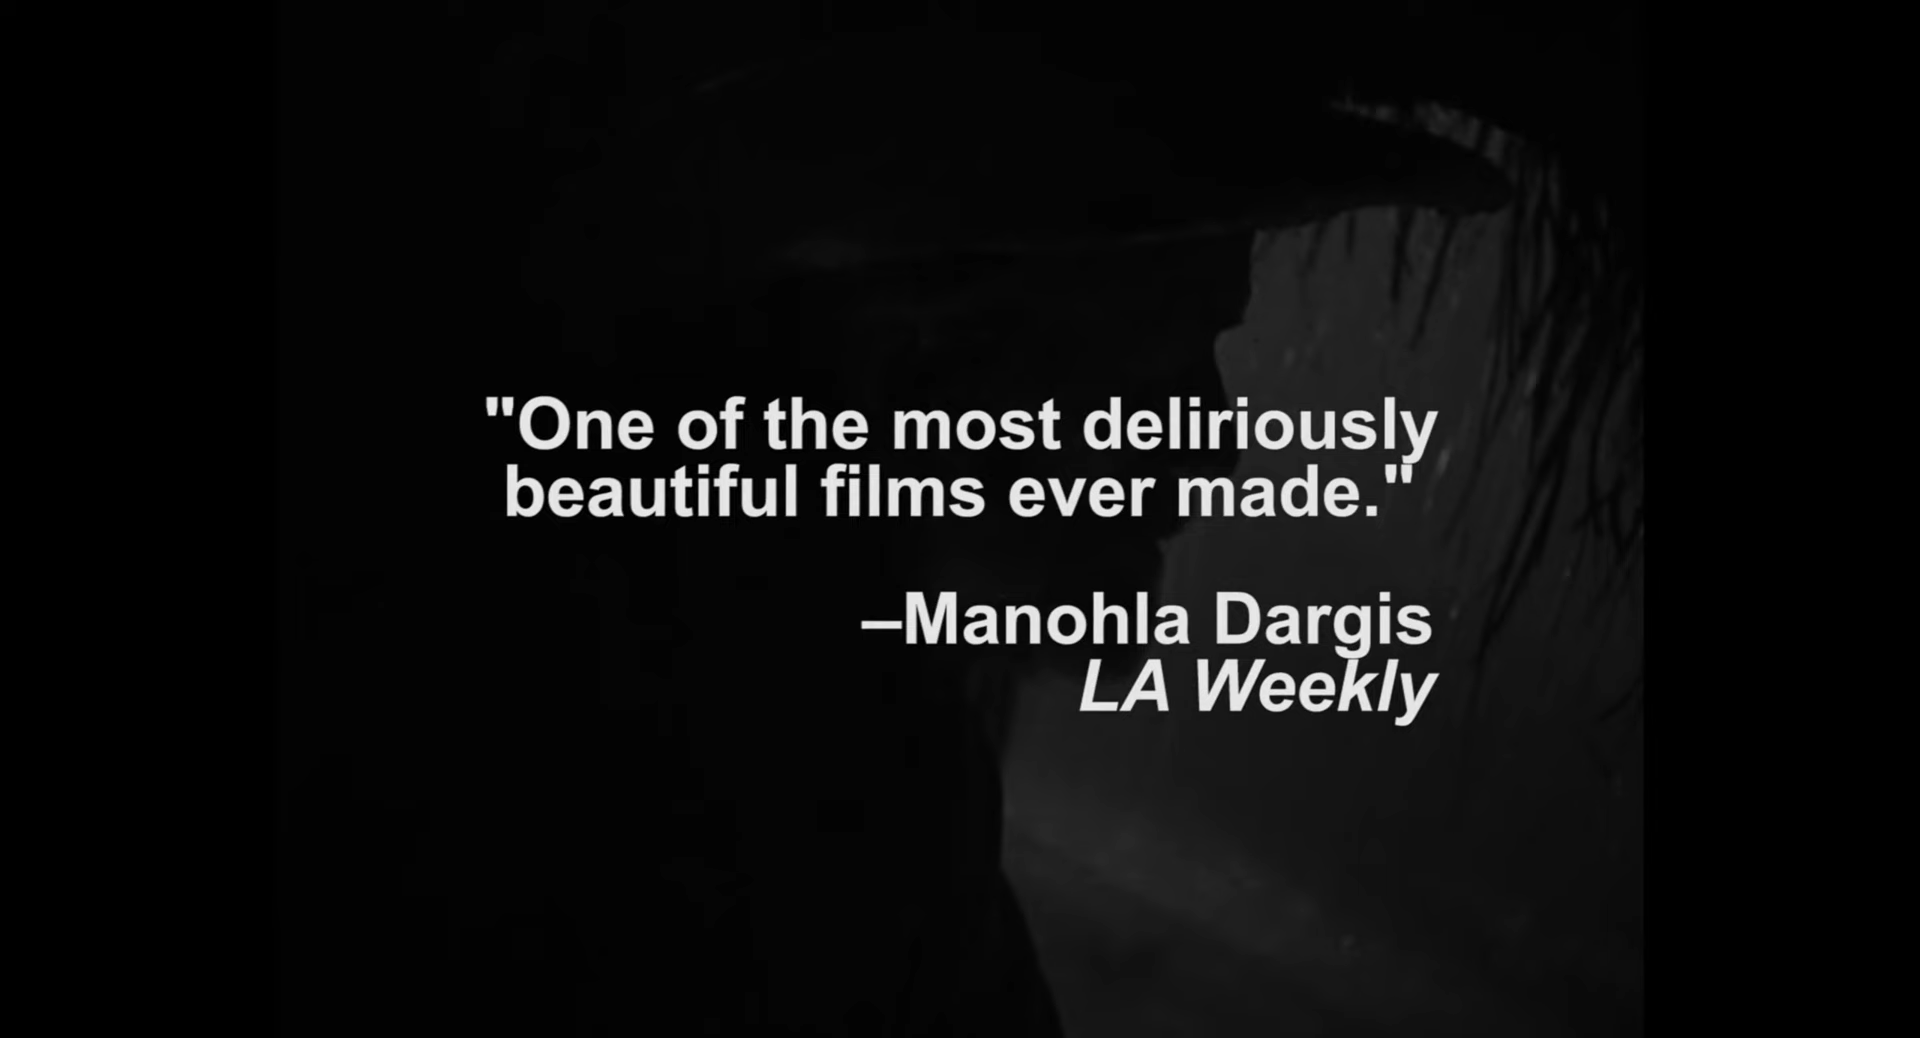 "One of the most deliriously
beautiful films ever made."
–Manohla Dargis
LA Weekly